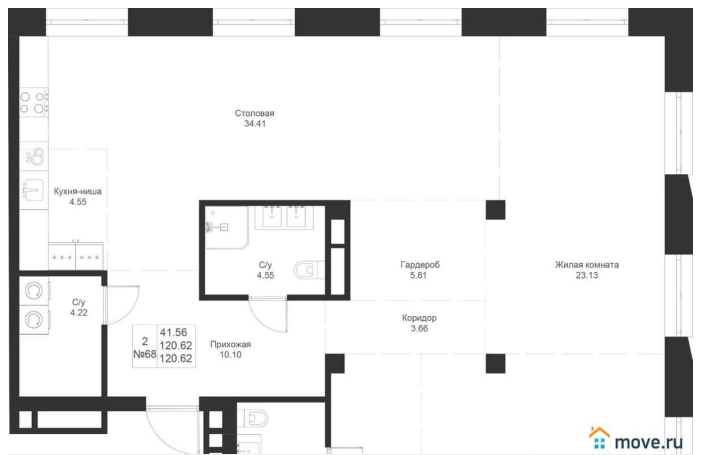 Столовая
34.41
Кухня-ниша
4.55
С/у
4.55
Гардероб
5.81
Жилая комната
23.13
С/у
4.22
2
№68
41.56
120.62
120.62
Прихожая
10.10
Коридор
3.66
move.ru